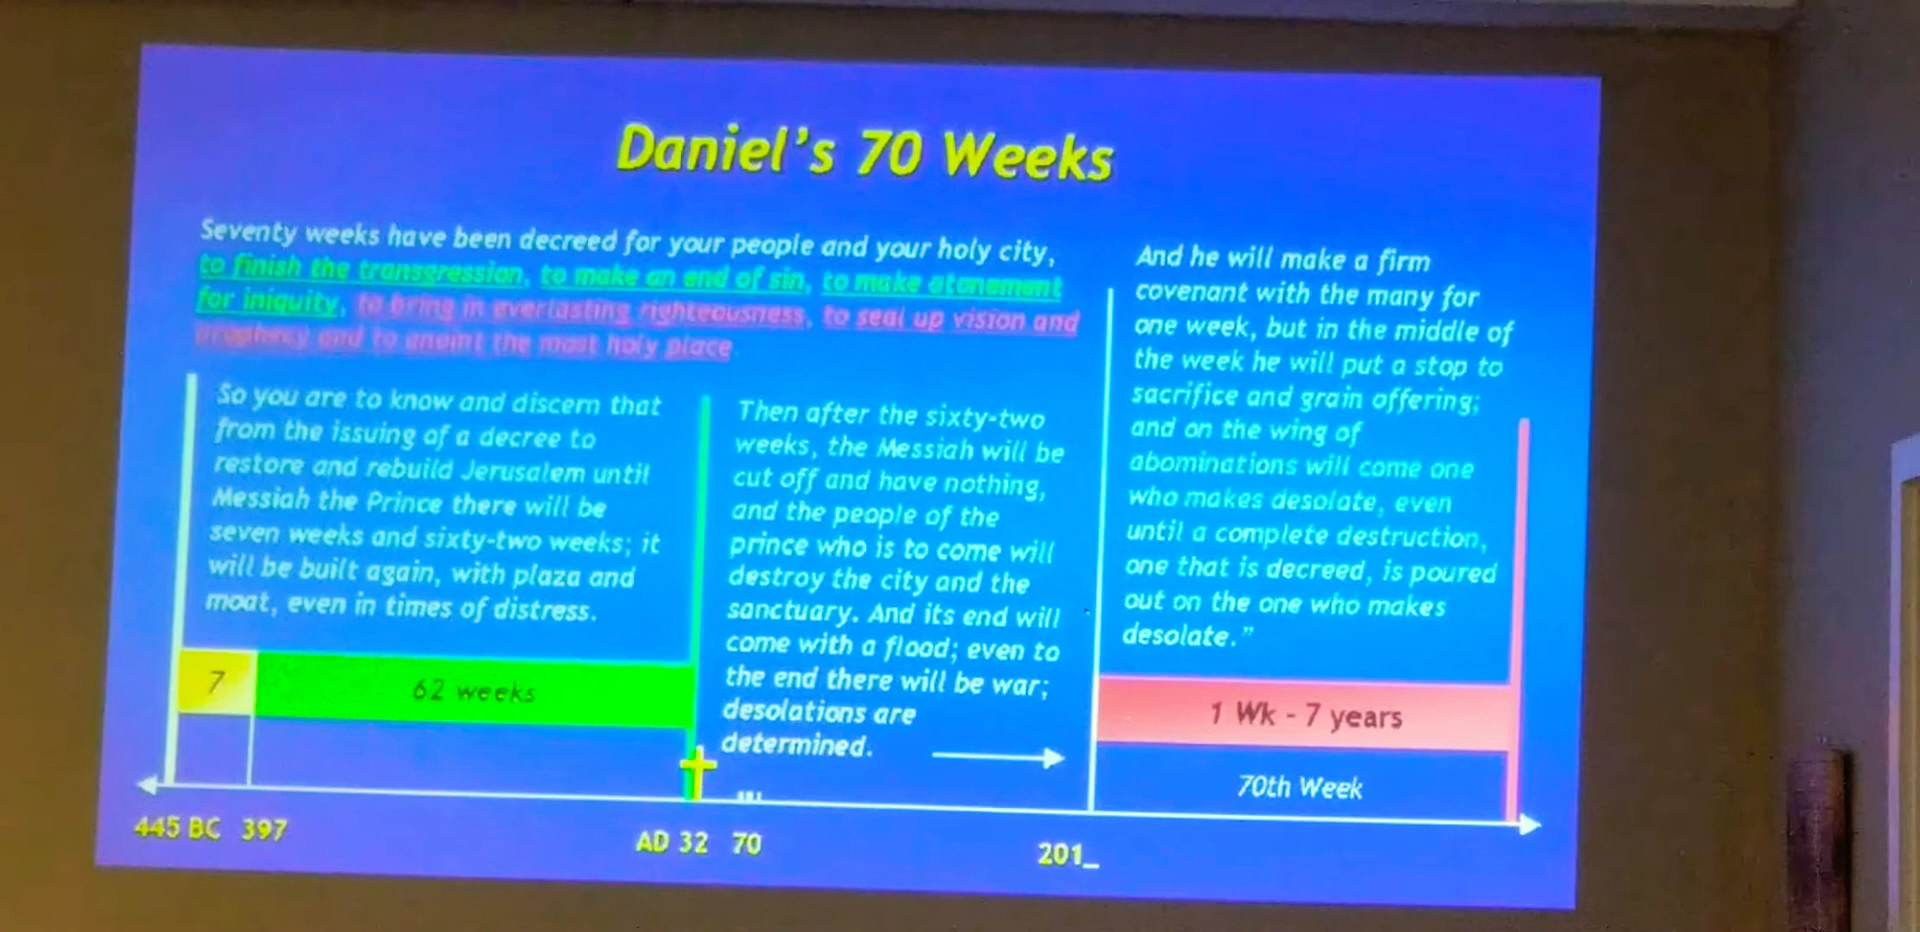 Daniel's 70 Weeks
Seventy weeks have been decreed for your people and your holy city,
to finish the transgression, to make an end of sin, to make atonement
for iniquity, to bring in everlasting righteousness, to seal up vision and
prophecy and to anoint the most holy place
So you are to know and discern that
from the issuing of a decree to
restore and rebuild Jerusalem until
Messiah the Prince there will be
seven weeks and sixty-two weeks; it
will be built again, with plaza and
moat, even in times of distress.
Then after the sixty-two
weeks, the Messiah will be
cut off and have nothing,
and the people of the
prince who is to come will
destroy the city and the
sanctuary. And its end will
come with a flood; even to
the end there will be war;
desolations are
determined.
And he will make a firm
covenant with the many for
one week, but in the middle of
the week he will put a stop to
sacrifice and grain offering;
and on the wing of
abominations will come one
who makes desolate, even
until a complete destruction,
one that is decreed, is poured
out on the one who makes
desolate.”
7
62 weeks
1 Wk - 7 years
70th Week
445 BC 397
AD 32 70
201_